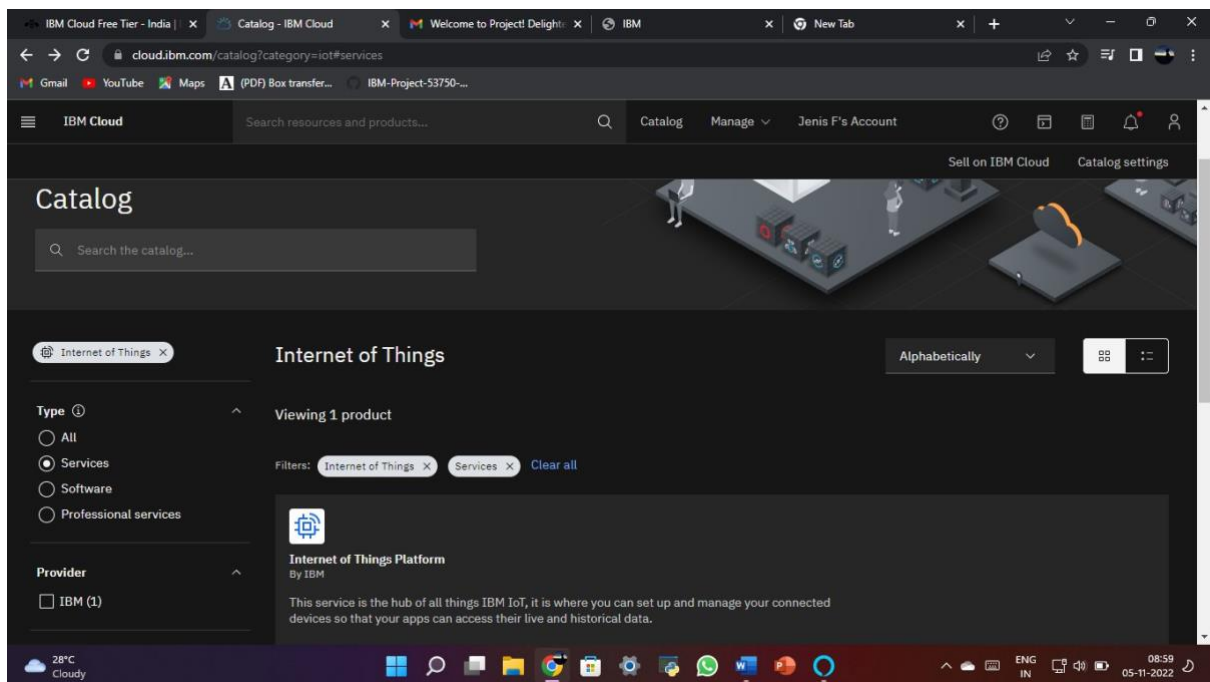 IBM Cloud Free Tier - India |
Catalog - IBM Cloud
Welcome to Project! Delight
IBM
New Tab
cloud.ibm.com/catalog?category=iot#services
Gmail YouTube Maps (PDF) Box transfer... IBM-Project-53750-...
IBM Cloud Search resources and products... Catalog Manage Jenis F's Account
Sell on IBM Cloud Catalog settings
Catalog
Search the catalog...
Internet of Things
Internet of Things
Alphabetically
Type
All
Services
Software
Professional services
Provider
IBM (1)
Viewing 1 product
Filters: Internet of Things Services Clear all
Internet of Things Platform
By IBM
This service is the hub of all things IBM IoT, it is where you can set up and manage your connected
devices so that your apps can access their live and historical data.
28°C
Cloudy
ENG
IN
08:59
05-11-2022